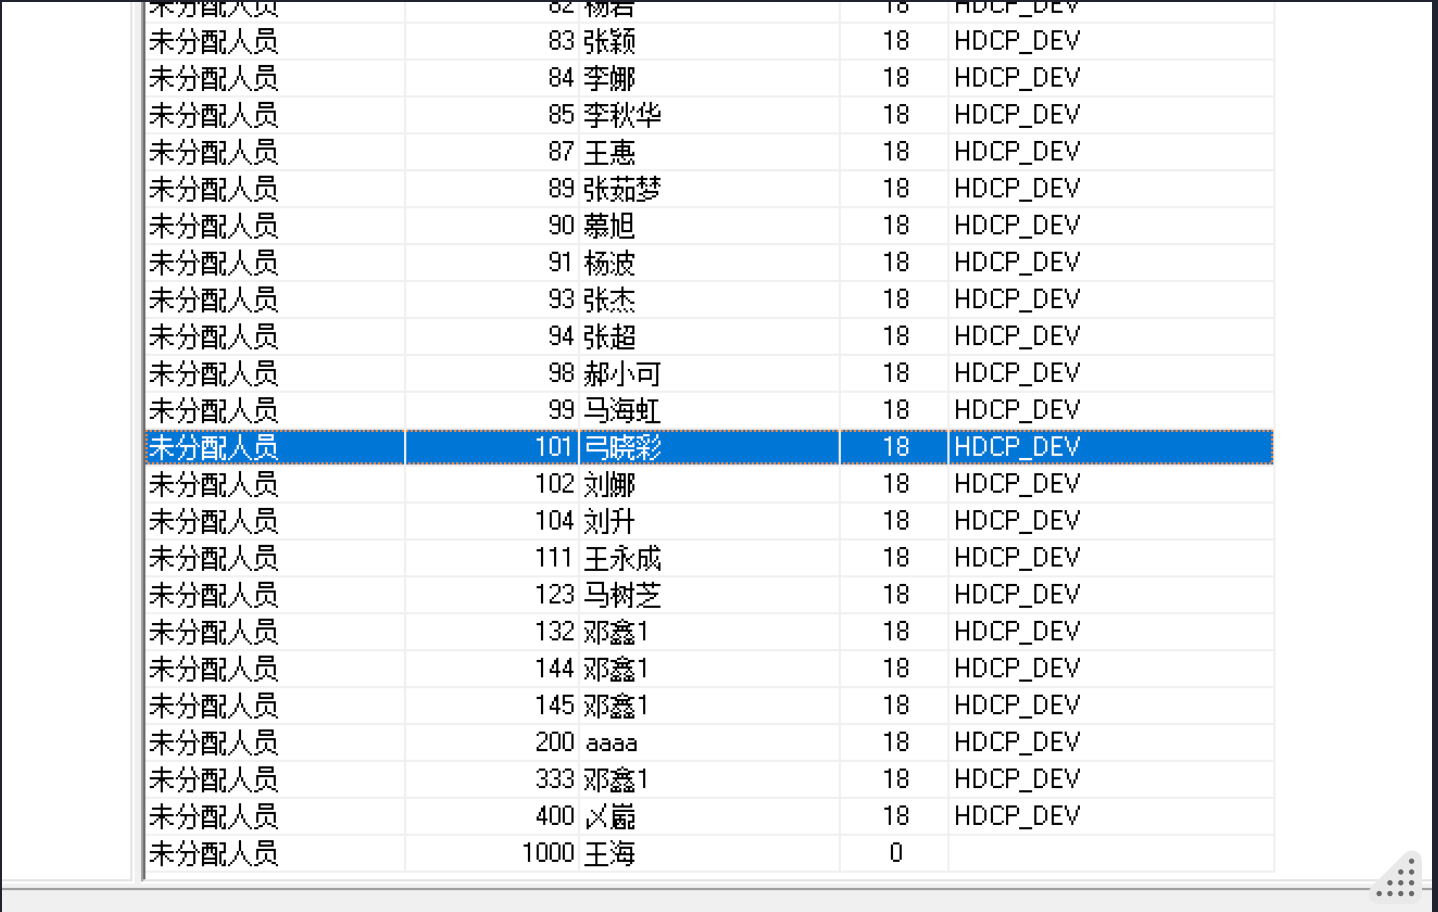 未分配人员 82 杨岩 18 HDCP_DEV
未分配人员 83 张颖 18 HDCP_DEV
未分配人员 84 李娜 18 HDCP_DEV
未分配人员 85 李秋华 18 HDCP_DEV
未分配人员 87 王惠 18 HDCP_DEV
未分配人员 89 张茹梦 18 HDCP_DEV
未分配人员 90 慕旭 18 HDCP_DEV
未分配人员 91 杨波 18 HDCP_DEV
未分配人员 93 张杰 18 HDCP_DEV
未分配人员 94 张超 18 HDCP_DEV
未分配人员 98 郝小可 18 HDCP_DEV
未分配人员 99 马海虹 18 HDCP_DEV
未分配人员 101 弓晓彩 18 HDCP_DEV
未分配人员 102 刘娜 18 HDCP_DEV
未分配人员 104 刘升 18 HDCP_DEV
未分配人员 111 王永成 18 HDCP_DEV
未分配人员 123 马树芝 18 HDCP_DEV
未分配人员 132 邓鑫1 18 HDCP_DEV
未分配人员 144 邓鑫1 18 HDCP_DEV
未分配人员 145 邓鑫1 18 HDCP_DEV
未分配人员 200 aaaa 18 HDCP_DEV
未分配人员 333 邓鑫1 18 HDCP_DEV
未分配人员 400 18 HDCP_DEV
未分配人员 1000 王海 0